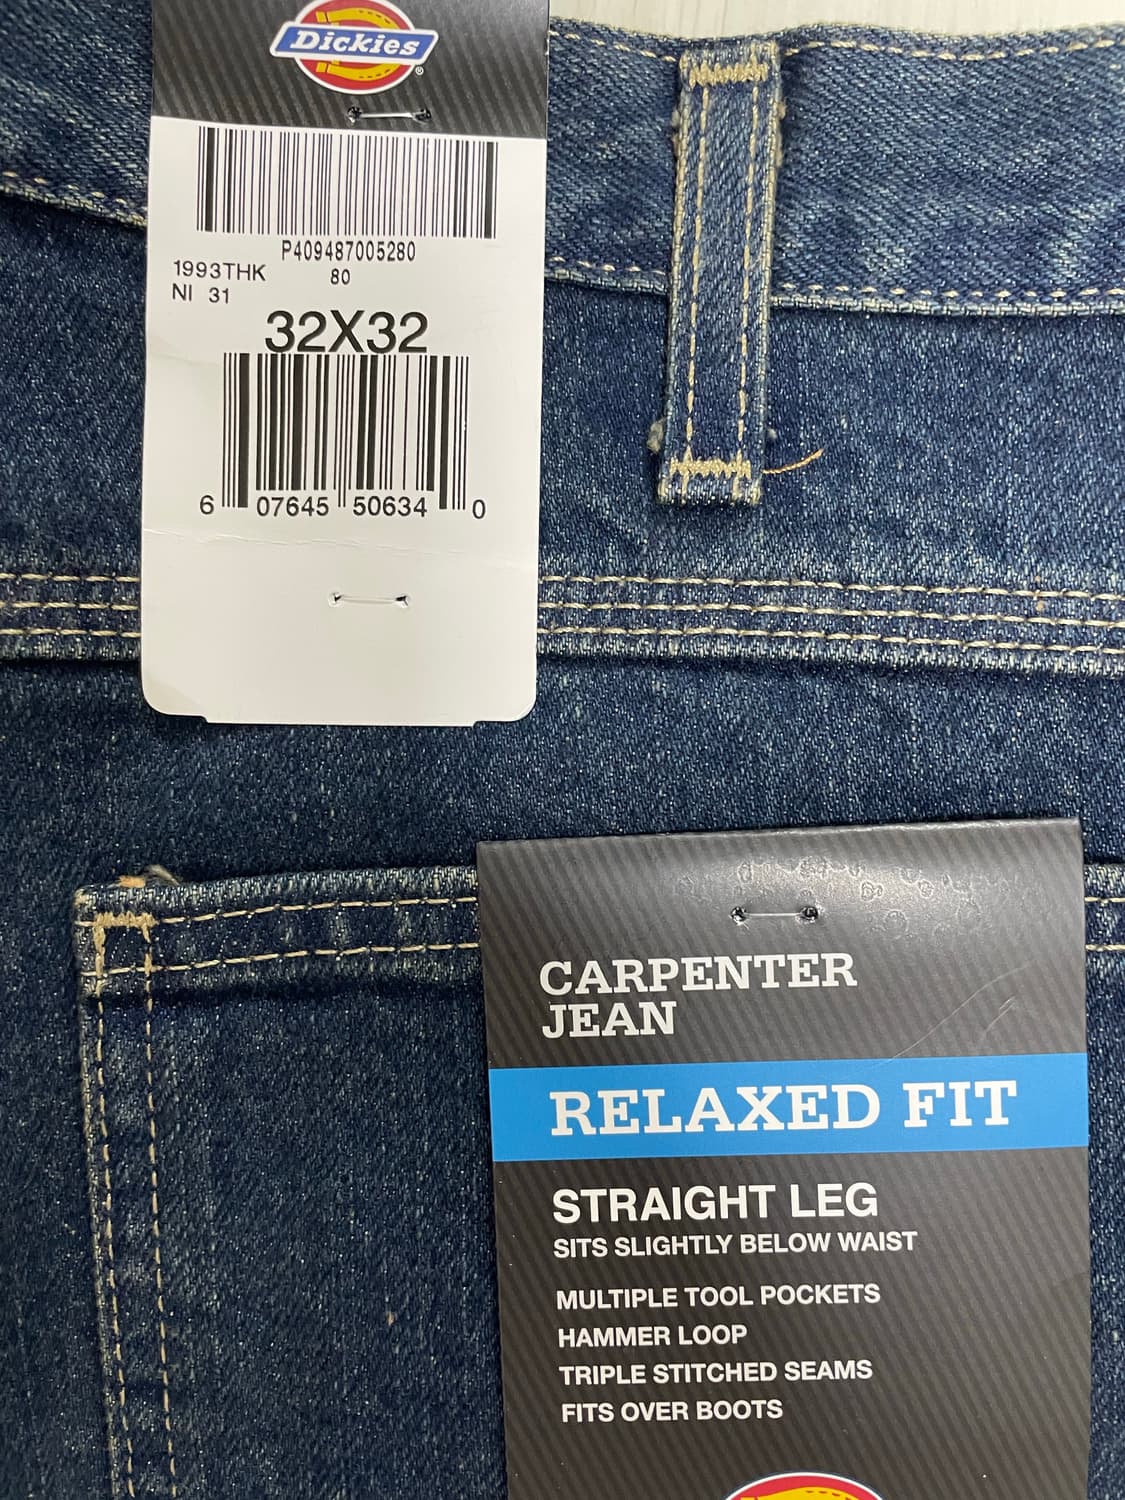 Dickies
®
P409487005280
1993THK 80
NI 31
32X32
6 07645 50634 0
CARPENTER
JEAN
RELAXED FIT
STRAIGHT LEG
SITS SLIGHTLY BELOW WAIST
MULTIPLE TOOL POCKETS
HAMMER LOOP
TRIPLE STITCHED SEAMS
FITS OVER BOOTS